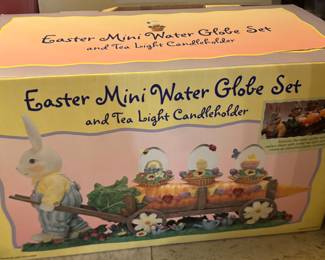 Easter Mini Water Globe Set
and Tea Light Candleholder
Easter Mini Water Globe Set
and Tea Light Candleholder